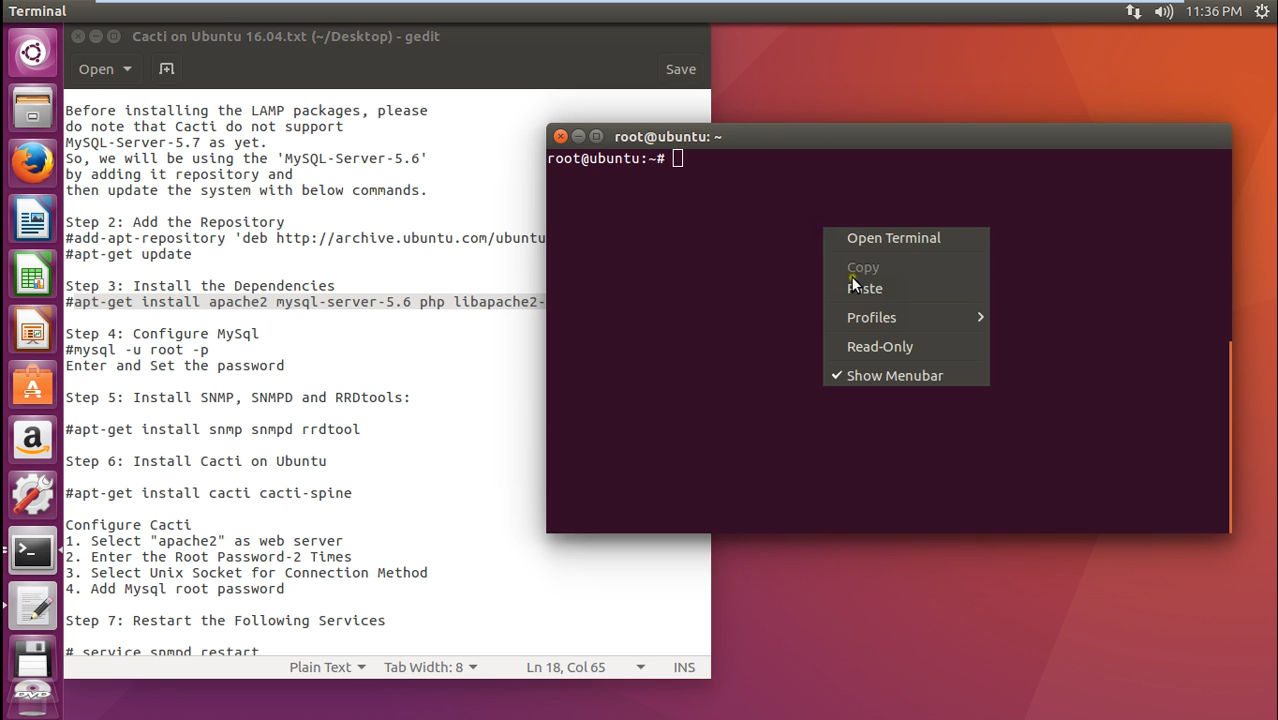 Terminal
11:36 PM
Cacti on Ubuntu 16.04.txt (~/Desktop) - gedit
Open
Save
Before installing the LAMP packages, please
do note that Cacti do not support
MySQL-Server-5.7 as yet.
So, we will be using the 'MySQL-Server-5.6'
by adding it repository and
then update the system with below commands.
Step 2: Add the Repository
#add-apt-repository 'deb http://archive.ubuntu.com/ubuntu
#apt-get update
Step 3: Install the Dependencies
#apt-get install apache2 mysql-server-5.6 php libapache2-
Step 4: Configure MySql
#mysql -u root -p
Enter and Set the password
Step 5: Install SNMP, SNMPD and RRDtools:
#apt-get install snmp snmpd rrdtool
Step 6: Install Cacti on Ubuntu
#apt-get install cacti cacti-spine
Configure Cacti
1. Select "apache2" as web server
2. Enter the Root Password-2 Times
3. Select Unix Socket for Connection Method
4. Add Mysql root password
Step 7: Restart the Following Services
# service snmpd restart
Plain Text
Tab Width: 8
Ln 18, Col 65
INS
root@ubuntu: ~
root@ubuntu:~#
Open Terminal
Copy
Paste
Profiles
Read-Only
Show Menubar